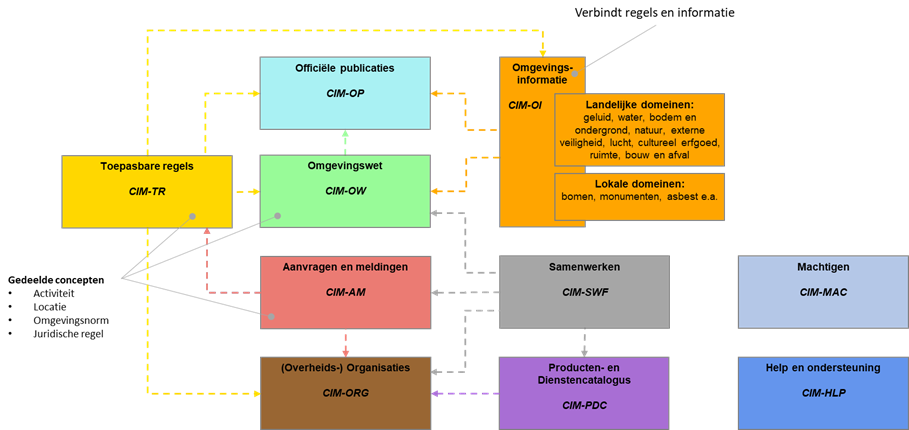 Verbindt regels en informatie
Officiële publicaties
CIM-OP
Omgevings-
informatie
CIM-OI
Landelijke domeinen:
geluid, water, bodem en
ondergrond, natuur, externe
veiligheid, lucht, cultureel erfgoed,
ruimte, bouw en afval
Lokale domeinen:
bomen, monumenten, asbest e.a.
Toepasbare regels
CIM-TR
Omgevingswet
CIM-OW
Gedeelde concepten
• Activiteit
• Locatie
• Omgevingsnorm
• Juridische regel
Aanvragen en meldingen
CIM-AM
Samenwerken
CIM-SWF
Machtigen
CIM-MAC
(Overheids-) Organisaties
CIM-ORG
Producten- en
Dienstencatalogus
CIM-PDC
Help en ondersteuning
CIM-HLP